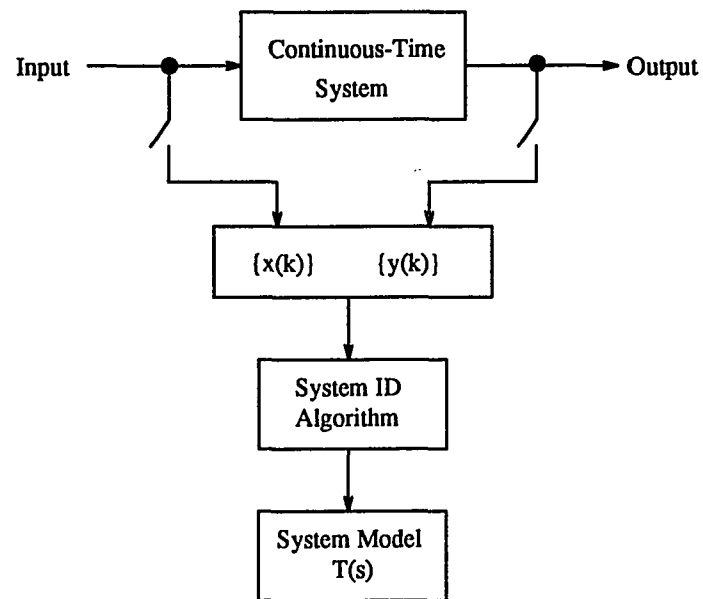 Input
Continuous-Time
System
Output
{x(k)}
{y(k)}
System ID
Algorithm
System Model
T(s)